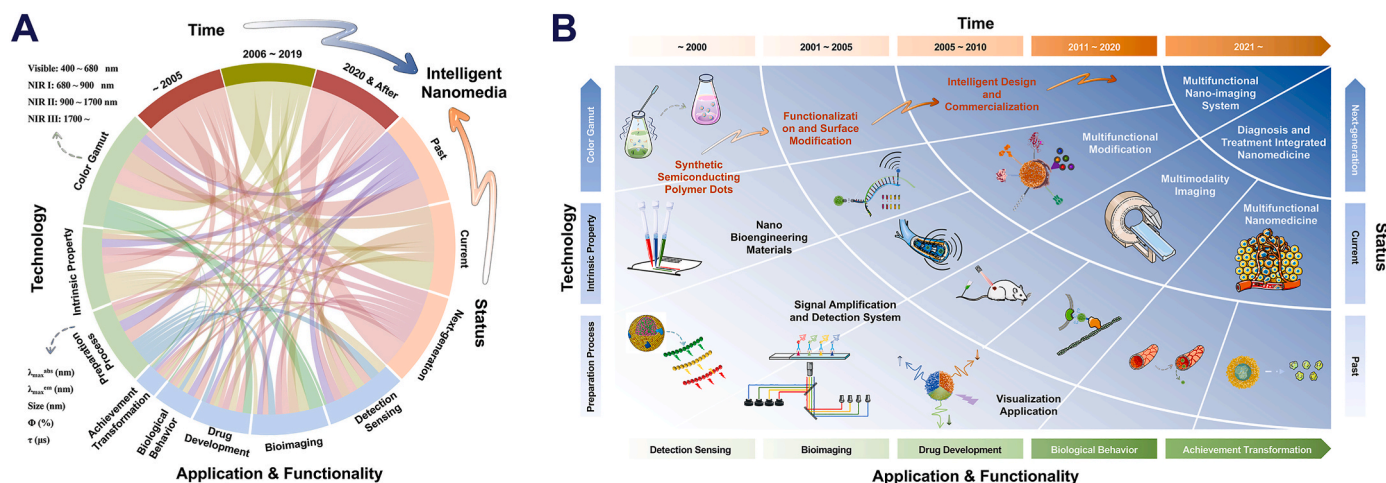 A
Time
2006 ~ 2019
~ 2005
2020 & After
Intelligent
Nanomedia
Visible: 400 ~ 680 nm
NIR I: 680 ~ 900 nm
NIR II: 900 ~ 1700 nm
NIR III: 1700 ~
Color Gamut
Past
Technology
Intrinsic Property
Current
Status
Preparation
Process
Next-generation
λmax^abs (nm)
λmax^em (nm)
Size (nm)
Φ (%)
τ (μs)
Achievement
Transformation
Biological
Behavior
Drug
Development
Bioimaging
Detection
Sensing
Application & Functionality
B
Time
~ 2000
2001 ~ 2005
2005 ~ 2010
2011 ~ 2020
2021 ~
Technology
Color Gamut
Intrinsic Property
Preparation Process
Synthetic
Semiconducting
Polymer Dots
Functionalizati
on and Surface
Modification
Intelligent Design
and
Commercialization
Multifunctional
Nano-imaging
System
Diagnosis and
Treatment Integrated
Nanomedicine
Multifunctional
Modification
Multimodality
Imaging
Multifunctional
Nanomedicine
Nano
Bioengineering
Materials
Signal Amplification
and Detection System
Visualization
Application
Next-generation
Current
Past
Status
Detection Sensing
Bioimaging
Drug Development
Biological Behavior
Achievement Transformation
Application & Functionality